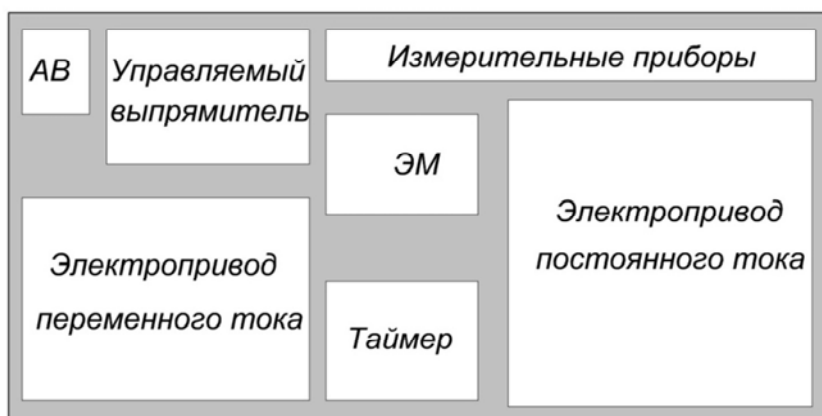 АВ
Управляемый
выпрямитель
Измерительные приборы
ЭМ
Электропривод
постоянного тока
Электропривод
переменного тока
Таймер